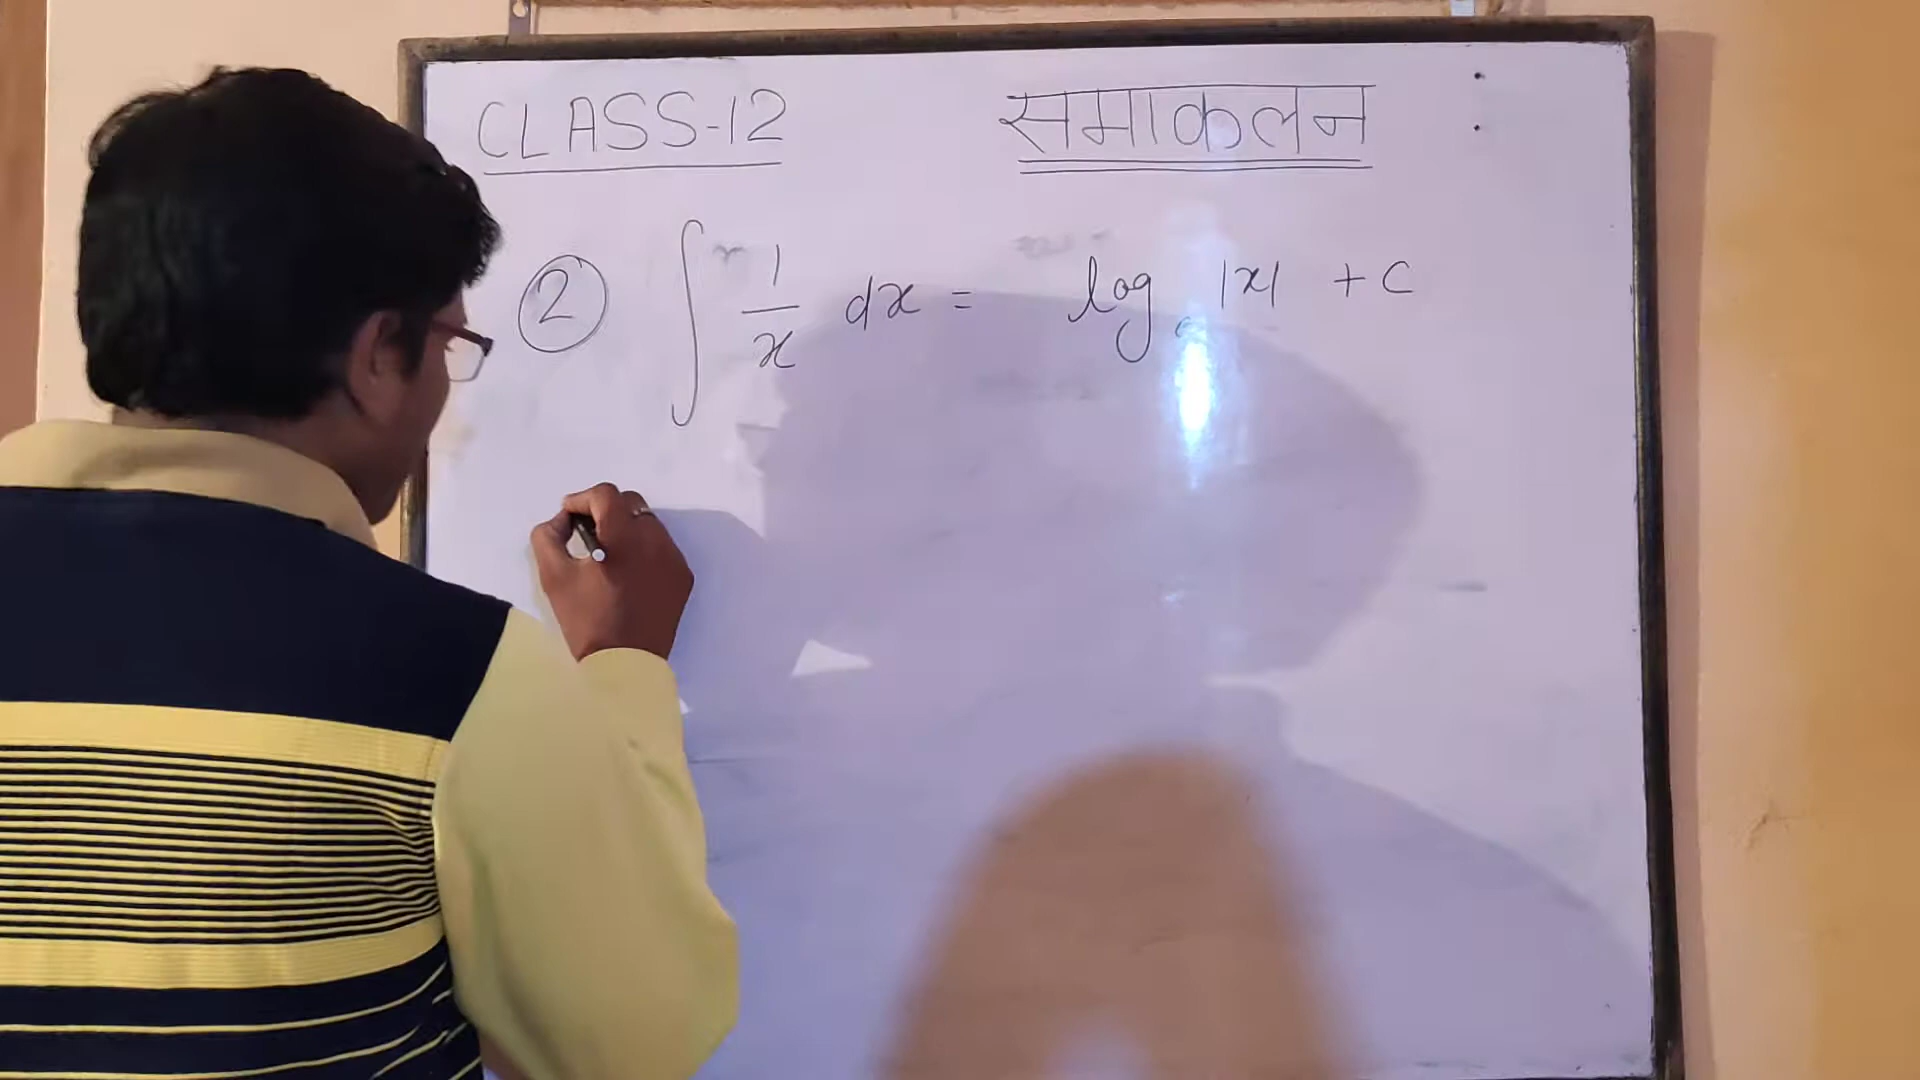 CLASS-12 समाकलन :
② ∫ 1/x dx = logₑ |x| + C